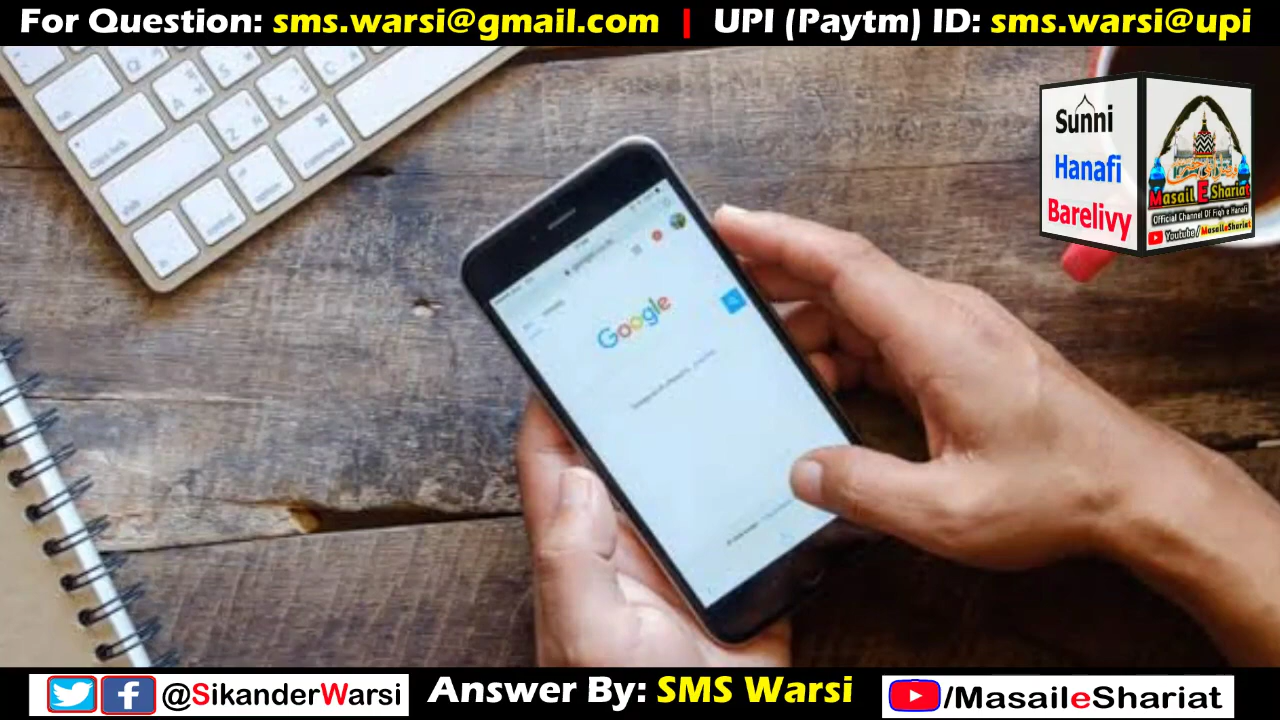 For Question: sms.warsi@gmail.com | UPI (Paytm) ID: sms.warsi@upi
Sunni
Hanafi
Barelivy
Masail E Shariat
Official Channel Of Fiqh e Hanafi
Youtube/MasaileShariat
Google
@SikanderWarsi
Answer By: SMS Warsi
/MasaileShariat